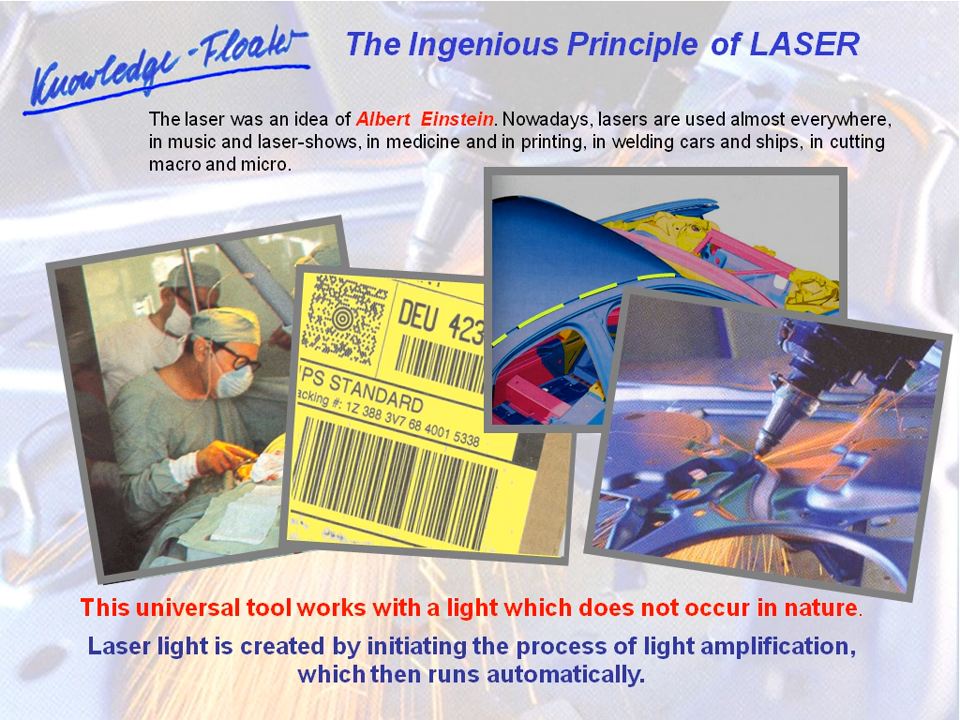 Knowledge-Floater
The Ingenious Principle of LASER
The laser was an idea of Albert Einstein. Nowadays, lasers are used almost everywhere,
in music and laser-shows, in medicine and in printing, in welding cars and ships, in cutting
macro and micro.
DEU 423
PS STANDARD
acking #: 1Z 388 3V7 68 4001 5338
This universal tool works with a light which does not occur in nature.
Laser light is created by initiating the process of light amplification,
which then runs automatically.